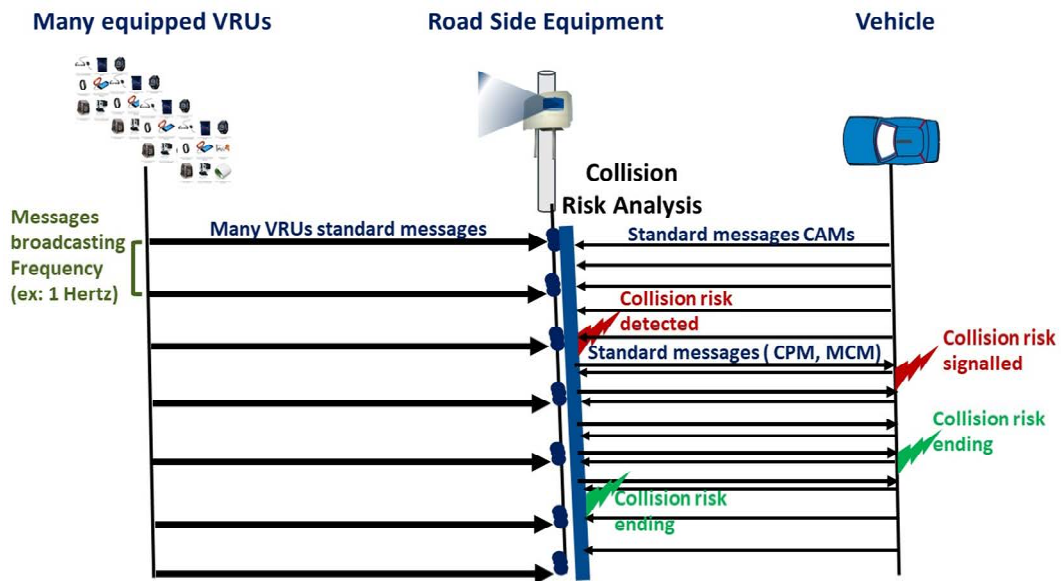 Many equipped VRUs
Road Side Equipment
Vehicle
Collision
Risk Analysis
Messages
broadcasting
Frequency
(ex: 1 Hertz)
Many VRUs standard messages
Standard messages CAMs
Collision risk
detected
Standard messages ( CPM, MCM)
Collision risk
signalled
Collision risk
ending
Collision risk
ending